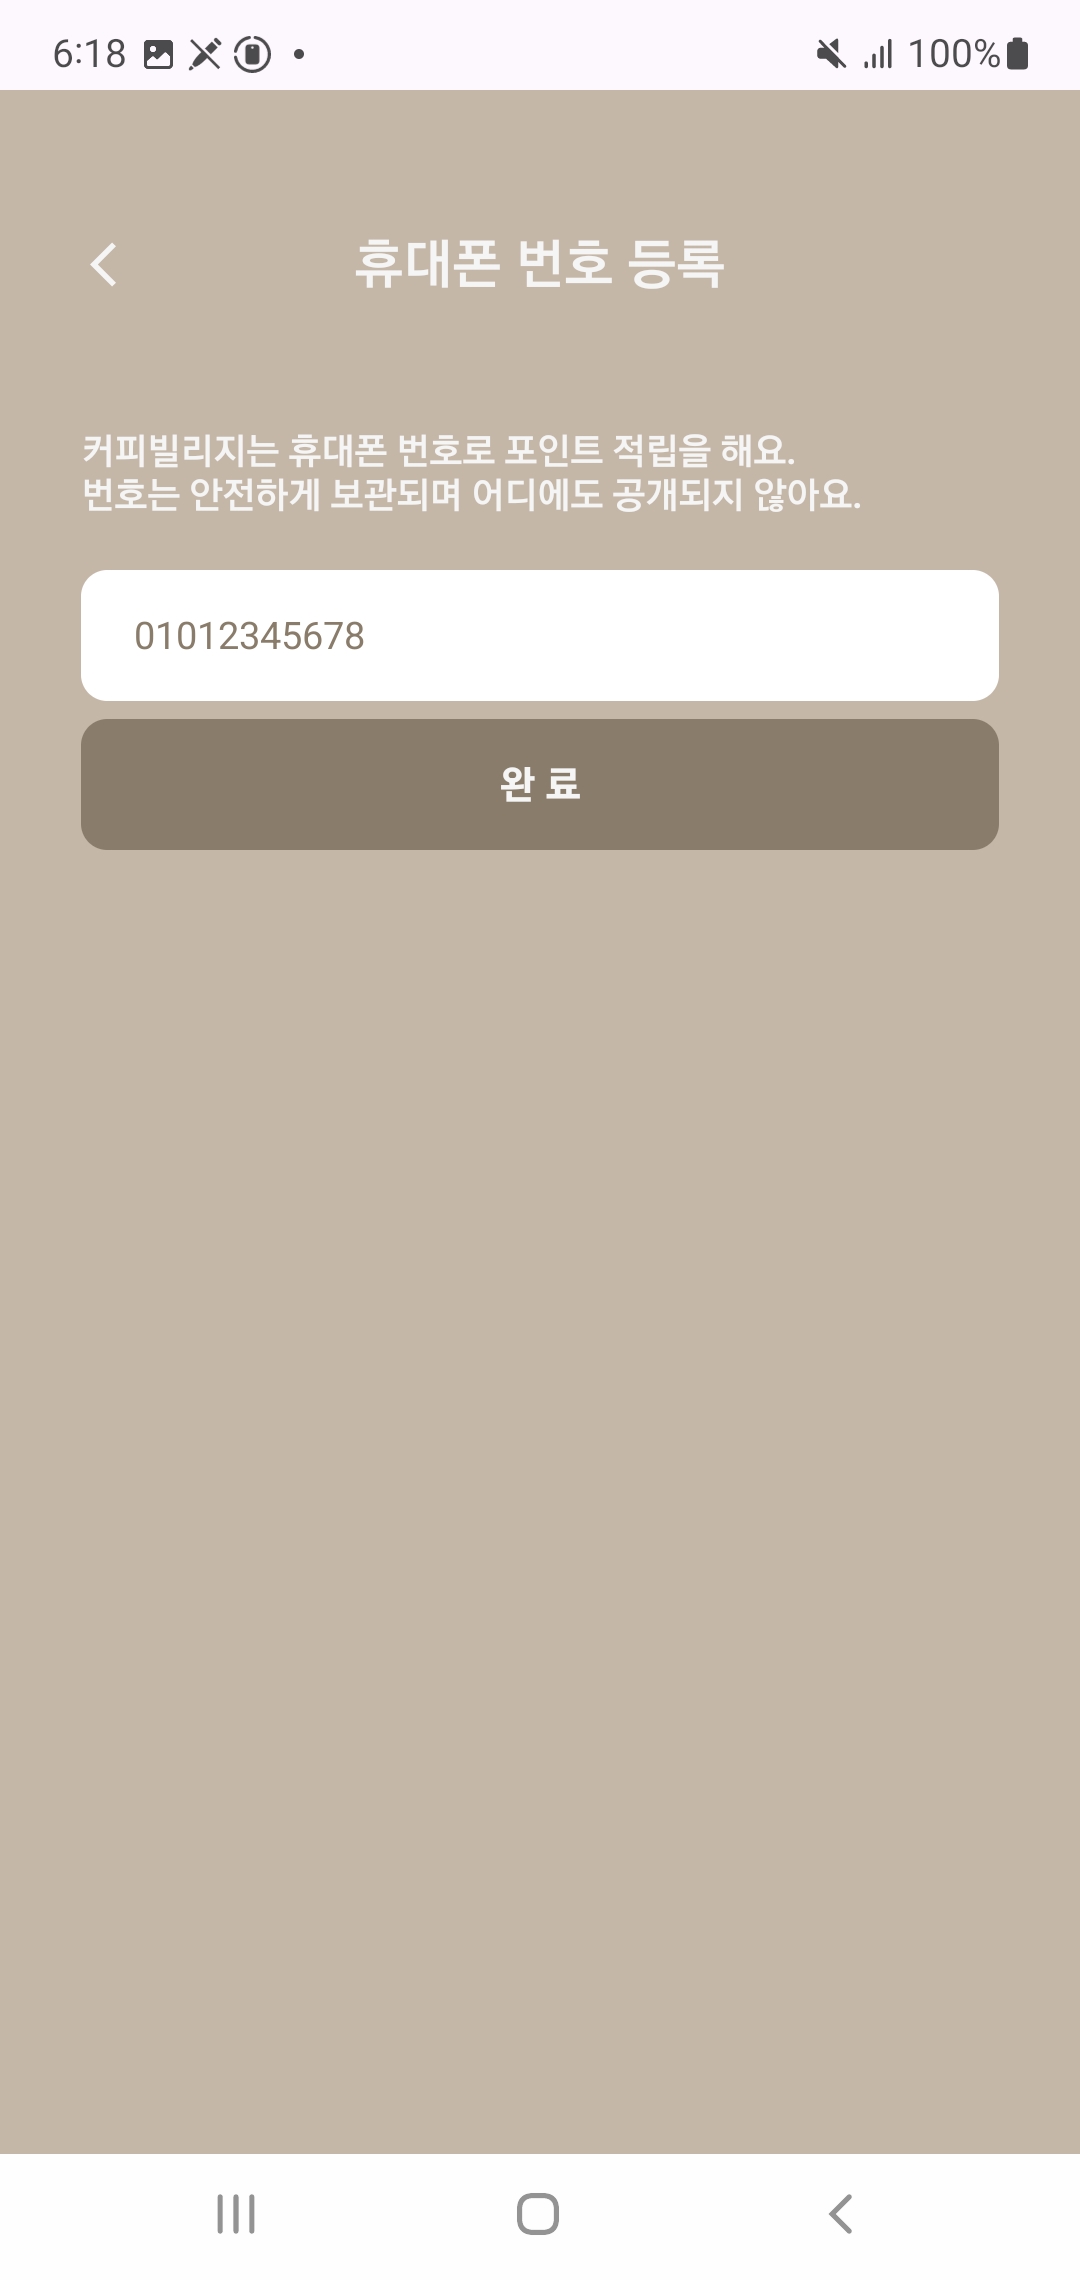 6:18
100%
휴대폰 번호 등록
커피빌리지는 휴대폰 번호로 포인트 적립을 해요.
번호는 안전하게 보관되며 어디에도 공개되지 않아요.
01012345678
완 료